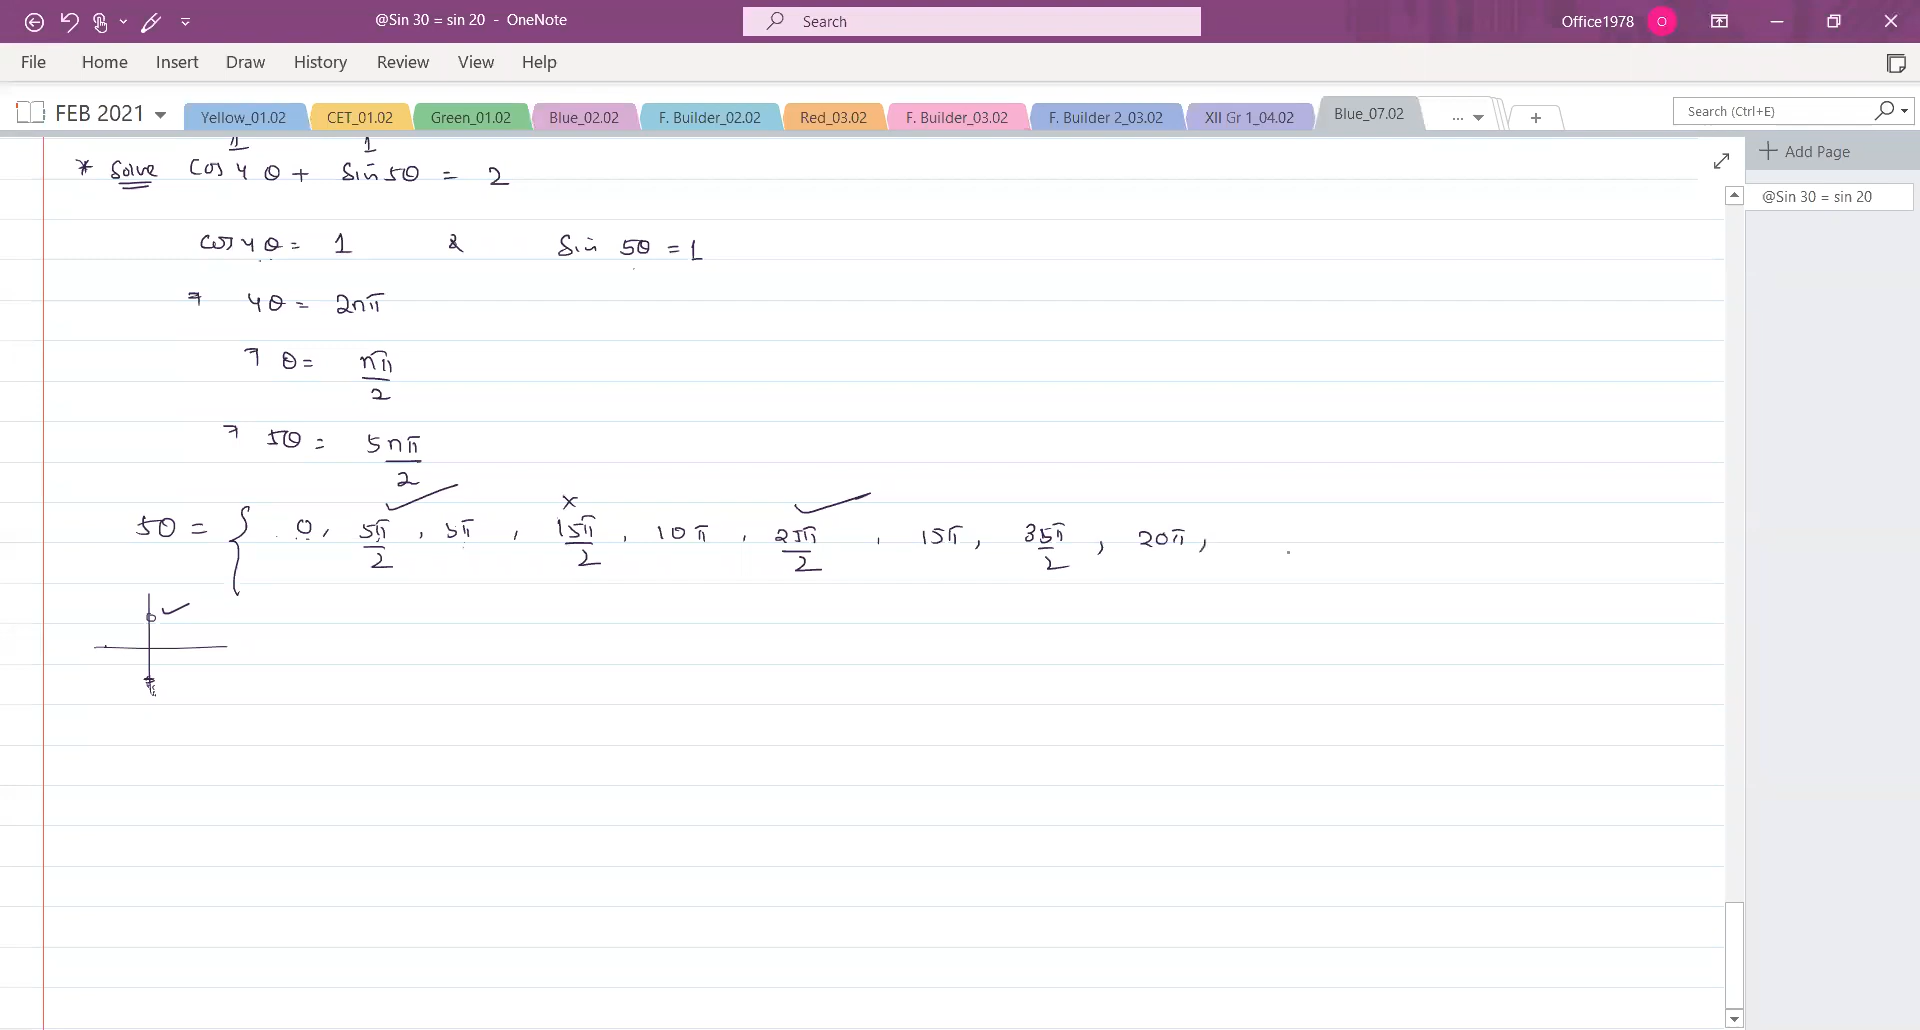 @Sin 30 = sin 20 - OneNote
Search
Office1978
O
File Home Insert Draw History Review View Help
FEB 2021
Yellow_01.02 CET_01.02 Green_01.02 Blue_02.02 F. Builder_02.02 Red_03.02 F. Builder_03.02 F. Builder 2_03.02 XII Gr 1_04.02 Blue_07.02 ... +
Search (Ctrl+E)
Add Page
@Sin 30 = sin 20
1 1
* Solve cos 4θ + sin 5θ = 2
cos 4θ = 1 & sin 5θ = 1
⇒ 4θ = 2nπ
⇒ θ = nπ/2
⇒ 5θ = 5nπ/2
5θ = { 0, 5π/2, 5π, 15π/2, 10π, 25π/2, 15π, 35π/2, 20π,